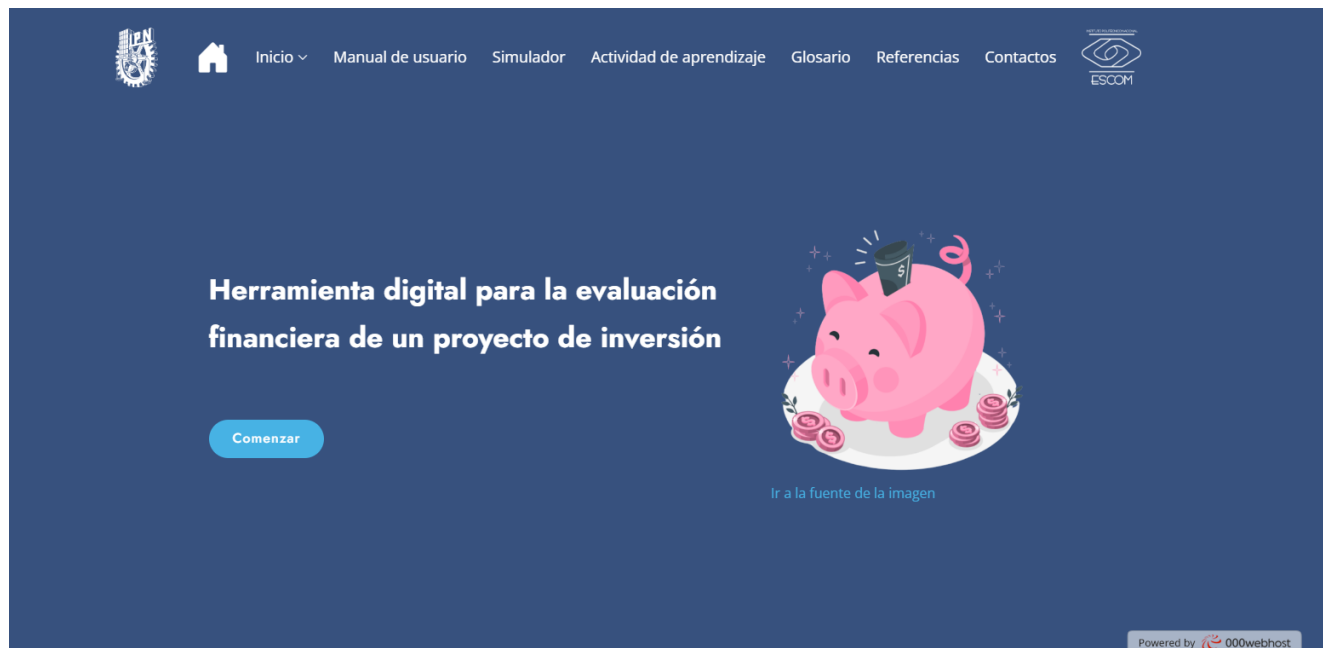 IPN
Inicio
Manual de usuario
Simulador
Actividad de aprendizaje
Glosario
Referencias
Contactos
ESCOM
Herramienta digital para la evaluación
financiera de un proyecto de inversión
$
Comenzar
Ir a la fuente de la imagen
Powered by 000webhost